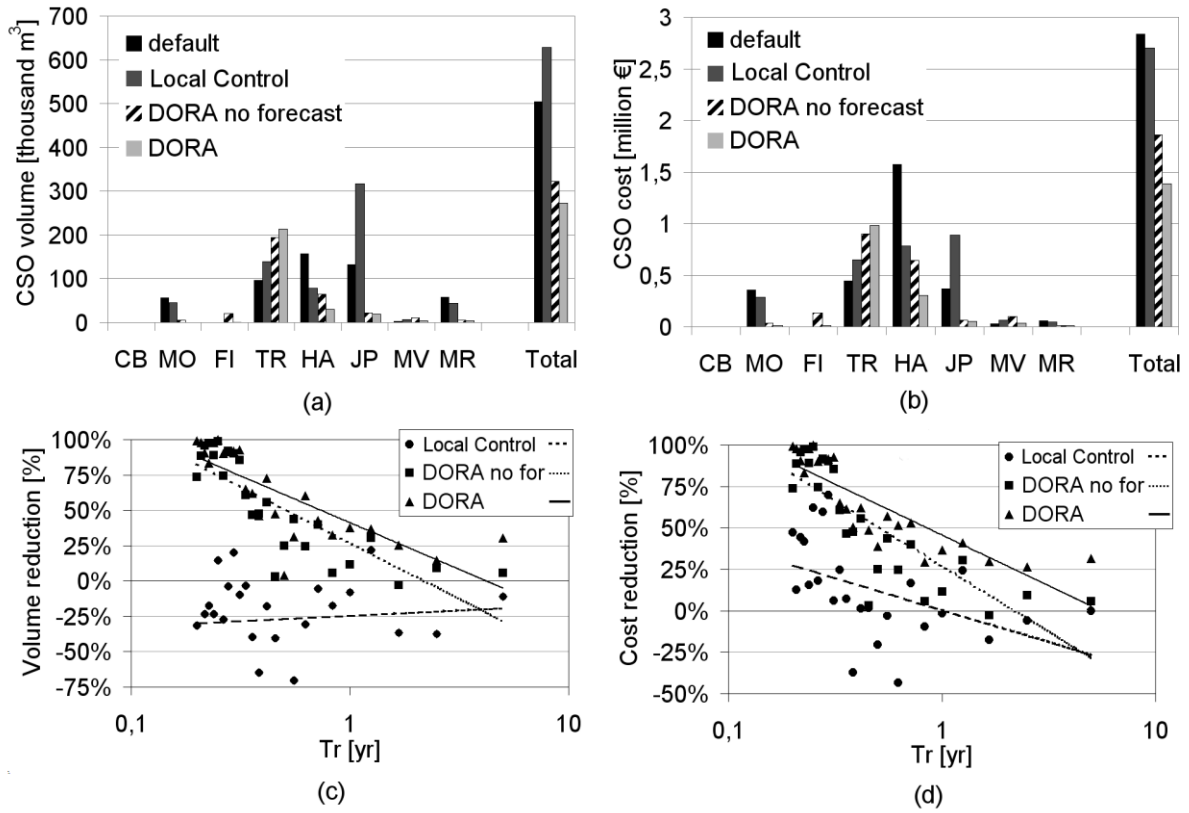 CSO volume [thousand m³]
700
600
500
400
300
200
100
0
default
Local Control
DORA no forecast
DORA
CB MO FI TR HA JP MV MR Total
(a)
CSO cost [million €]
3
2,5
2
1,5
1
0,5
0
default
Local Control
DORA no forecast
DORA
CB MO FI TR HA JP MV MR Total
(b)
Volume reduction [%]
100%
75%
50%
25%
0%
-25%
-50%
-75%
Local Control
DORA no for
DORA
0,1 1 10
Tr [yr]
(c)
Cost reduction [%]
100%
75%
50%
25%
0%
-25%
-50%
Local Control
DORA no for
DORA
0,1 1 10
Tr [yr]
(d)